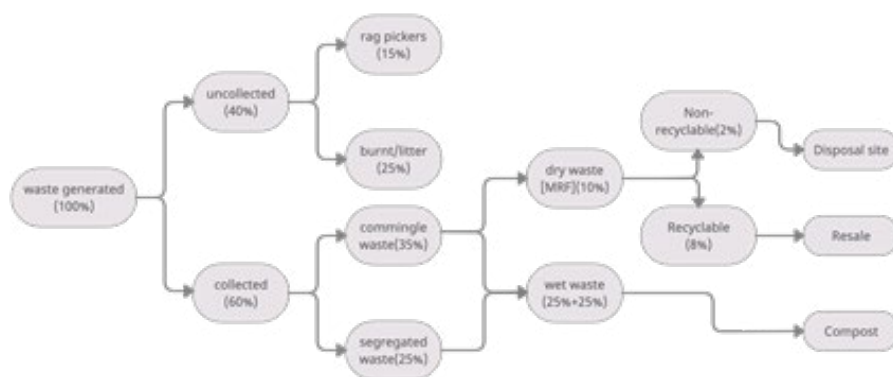 rag pickers
(15%)
uncollected
(40%)
burnt/litter
(25%)
waste generated
(100%)
commingle
waste(35%)
collected
(60%)
segregated
waste(25%)
dry waste
[MRF](10%)
wet waste
(25%+25%)
Non-
recyclable(2%)
Recyclable
(8%)
Disposal site
Resale
Compost